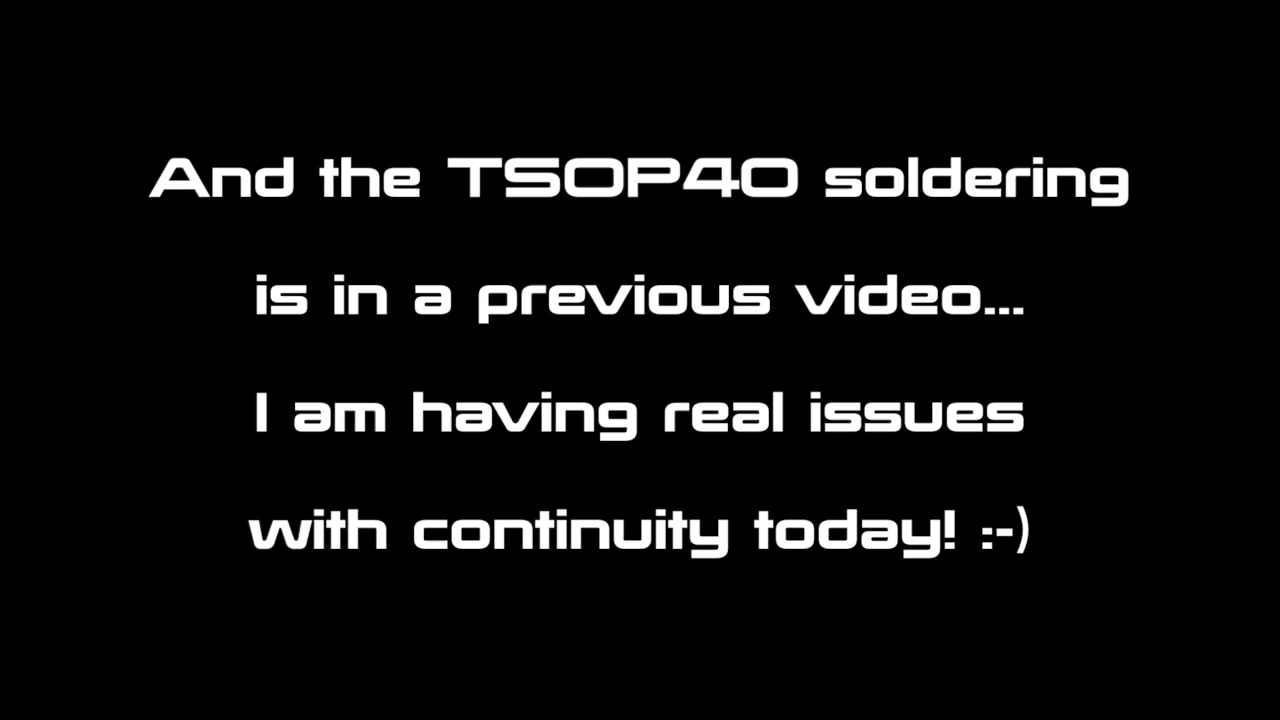 And the TSOP40 soldering
is in a previous video...
I am having real issues
with continuity today! :-)